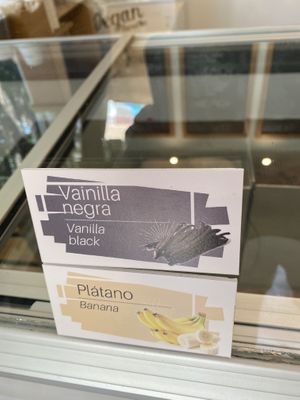 Vegan
Vainilla
negra
Vanilla
black
Plátano
Banana